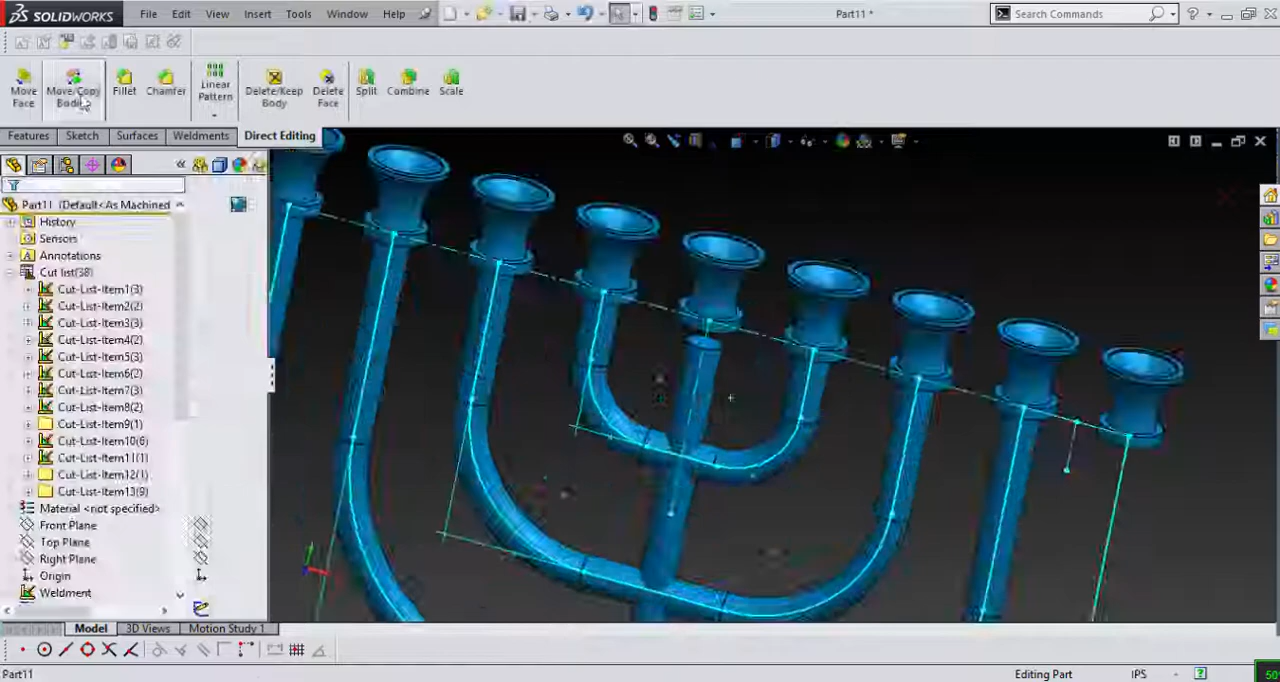 SOLIDWORKS File Edit View Insert Tools Window Help Part11 * Search Commands
Move Face Move/Copy Bodies Fillet Chamfer Linear Pattern Delete/Keep Body Delete Face Split Combine Scale
Features Sketch Surfaces Weldments Direct Editing
Part11 (Default<As Machined
History
Sensors
Annotations
Cut list(38)
Cut-List-Item1(3)
Cut-List-Item2(2)
Cut-List-Item3(3)
Cut-List-Item4(2)
Cut-List-Item5(3)
Cut-List-Item6(2)
Cut-List-Item7(3)
Cut-List-Item8(2)
Cut-List-Item9(1)
Cut-List-Item10(6)
Cut-List-Item11(1)
Cut-List-Item12(1)
Cut-List-Item13(9)
Material <not specified>
Front Plane
Top Plane
Right Plane
Origin
Weldment
Model 3D Views Motion Study 1
Part11 Editing Part IPS 50